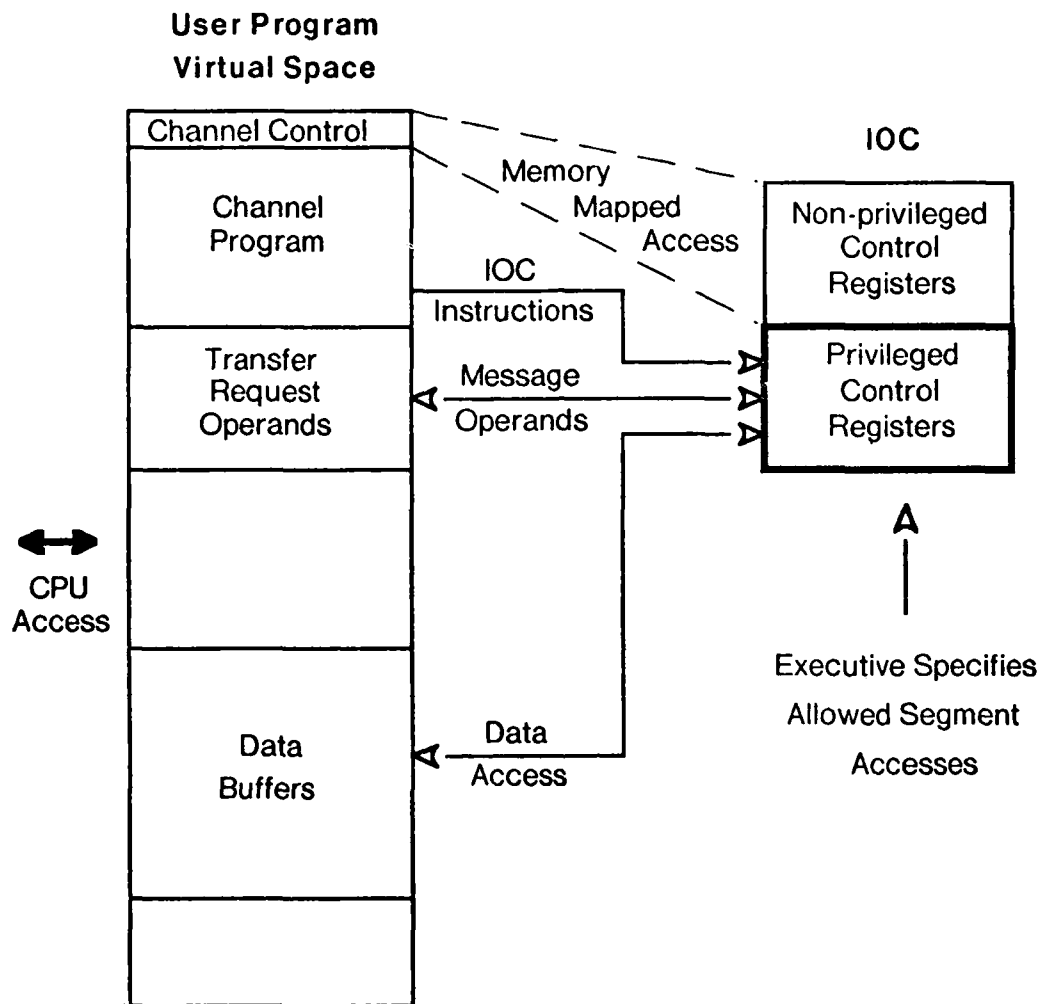 User Program
Virtual Space
Channel Control
Channel
Program
Transfer
Request
Operands
Data
Buffers
CPU
Access
Memory
Mapped
Access
IOC
Instructions
Message
Operands
Data
Access
IOC
Non-privileged
Control
Registers
Privileged
Control
Registers
Executive Specifies
Allowed Segment
Accesses